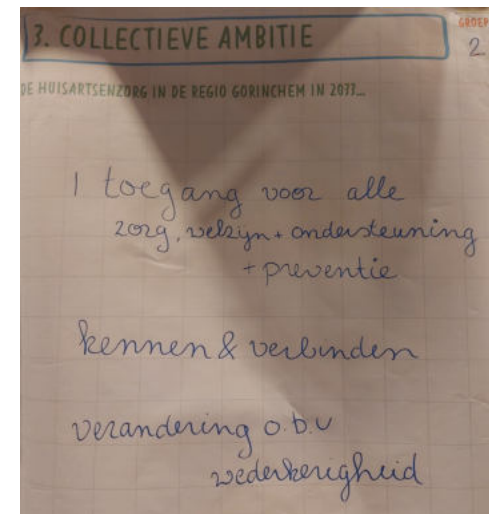 3. COLLECTIEVE AMBITIE
GROEP
2
DE HUISARTSENZORG IN DE REGIO GORINCHEM IN 2033...
1 toegang voor alle
zorg, welzijn + ondersteuning
+ preventie
kennen & verbinden
verandering o.b.v
wederkerigheid